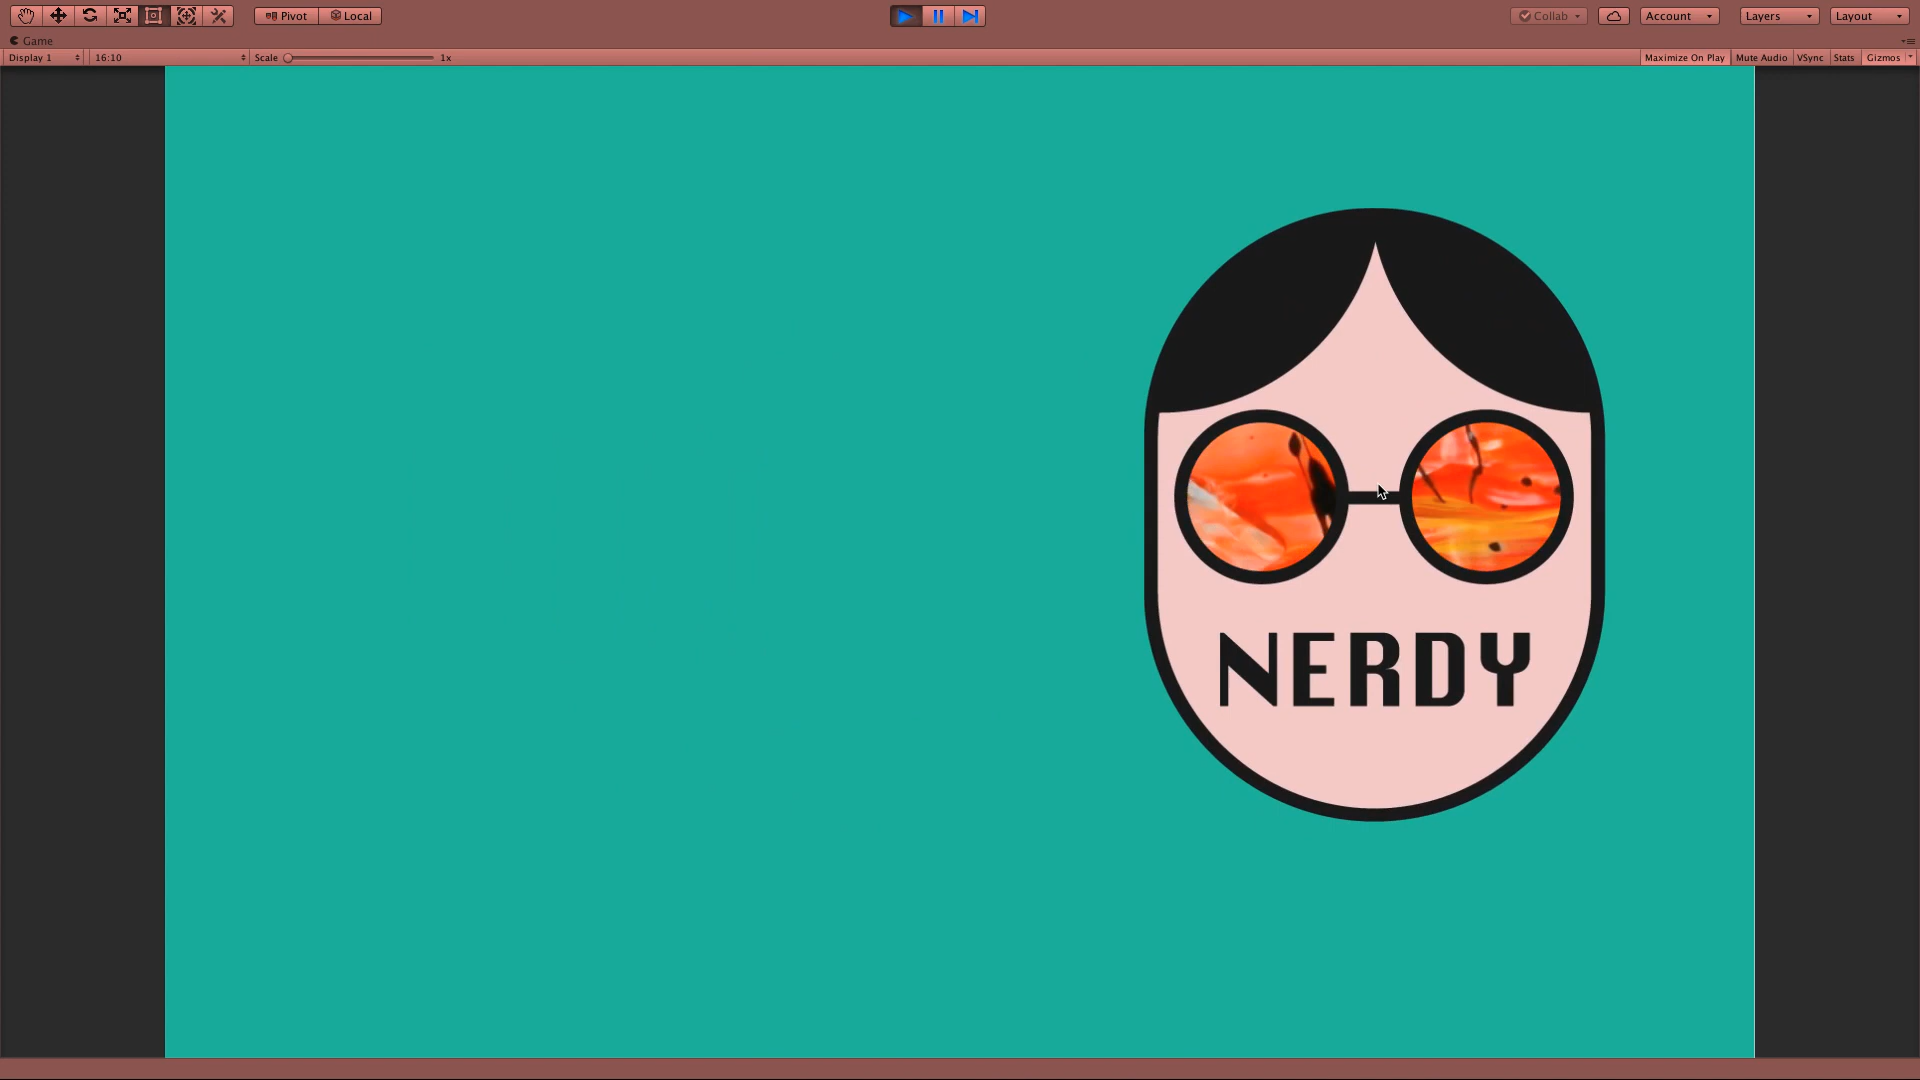 Pivot Local Collab Account Layers Layout
Game
Display 1 16:10 Scale 1x Maximize On Play Mute Audio VSync Stats Gizmos
NERDY